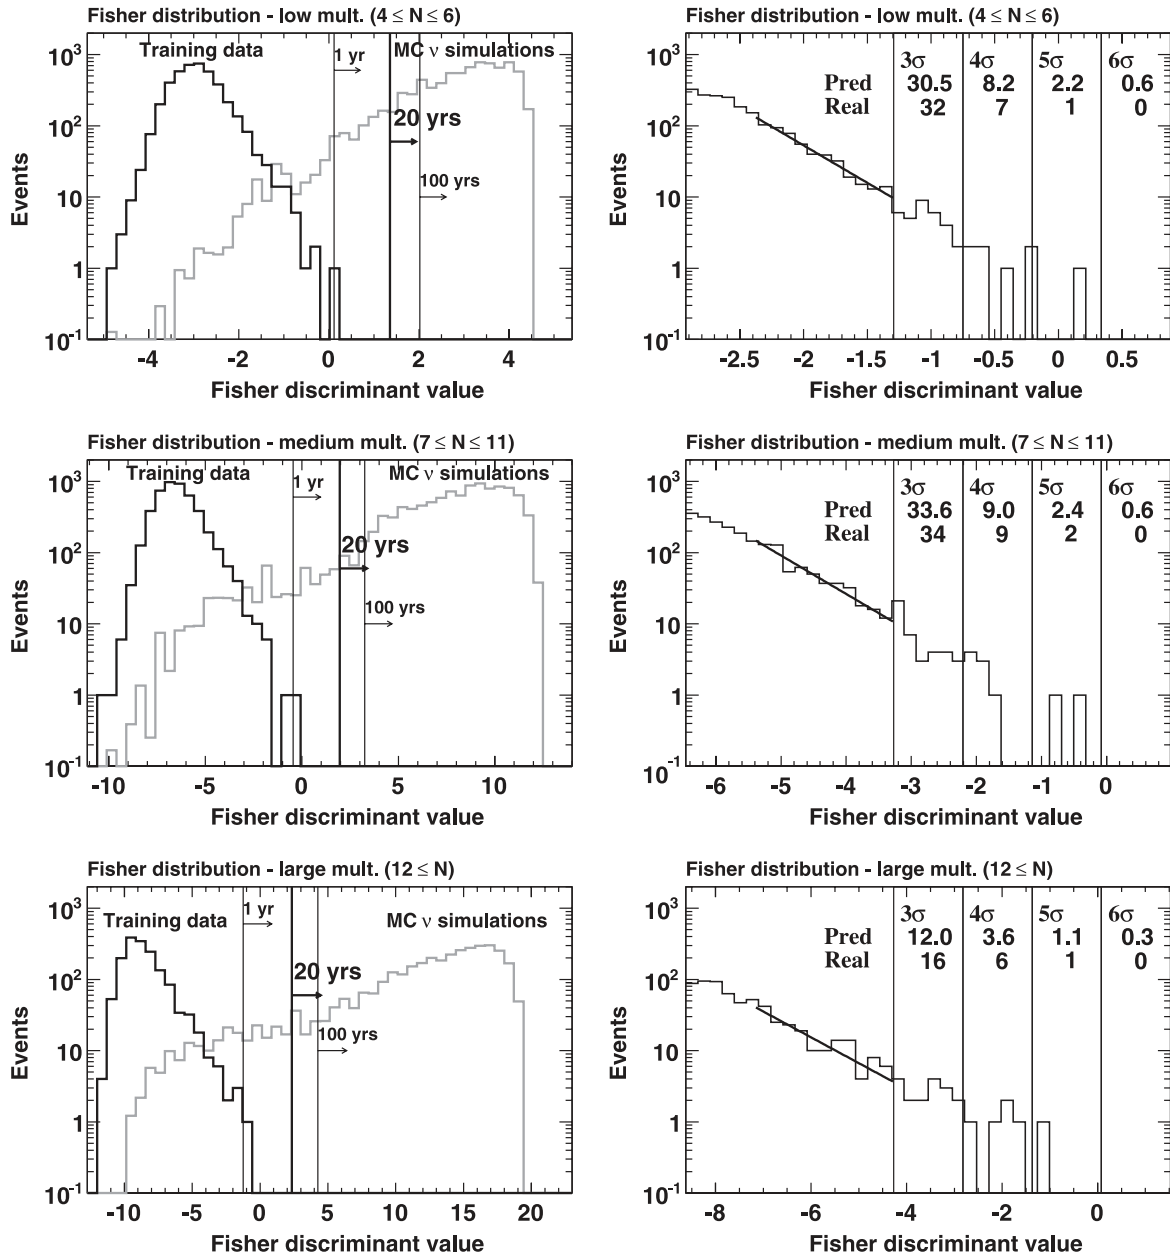 Fisher distribution - low mult. (4 ≤ N ≤ 6)
Training data
1 yr
MC ν simulations
20 yrs
100 yrs
10³
10²
10
1
10⁻¹
Events
-4 -2 0 2 4
Fisher discriminant value
Fisher distribution - low mult. (4 ≤ N ≤ 6)
3σ 4σ 5σ 6σ
Pred 30.5 8.2 2.2 0.6
Real 32 7 1 0
10³
10²
10
1
10⁻¹
Events
-2.5 -2 -1.5 -1 -0.5 0 0.5
Fisher discriminant value
Fisher distribution - medium mult. (7 ≤ N ≤ 11)
Training data
1 yr
MC ν simulations
20 yrs
100 yrs
10³
10²
10
1
10⁻¹
Events
-10 -5 0 5 10
Fisher discriminant value
Fisher distribution - medium mult. (7 ≤ N ≤ 11)
3σ 4σ 5σ 6σ
Pred 33.6 9.0 2.4 0.6
Real 34 9 2 0
10³
10²
10
1
10⁻¹
Events
-6 -5 -4 -3 -2 -1 0
Fisher discriminant value
Fisher distribution - large mult. (12 ≤ N)
Training data
1 yr
MC ν simulations
20 yrs
100 yrs
10³
10²
10
1
10⁻¹
Events
-10 -5 0 5 10 15 20
Fisher discriminant value
Fisher distribution - large mult. (12 ≤ N)
3σ 4σ 5σ 6σ
Pred 12.0 3.6 1.1 0.3
Real 16 6 1 0
10³
10²
10
1
10⁻¹
Events
-8 -6 -4 -2 0
Fisher discriminant value